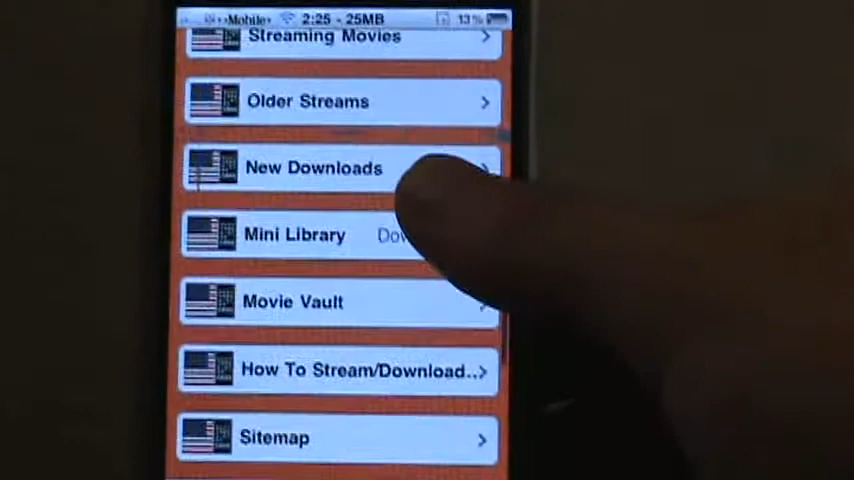 Mobile 2:25 - 25MB 13%
Streaming Movies
Older Streams
New Downloads
Mini Library
Movie Vault
How To Stream/Download...
Sitemap